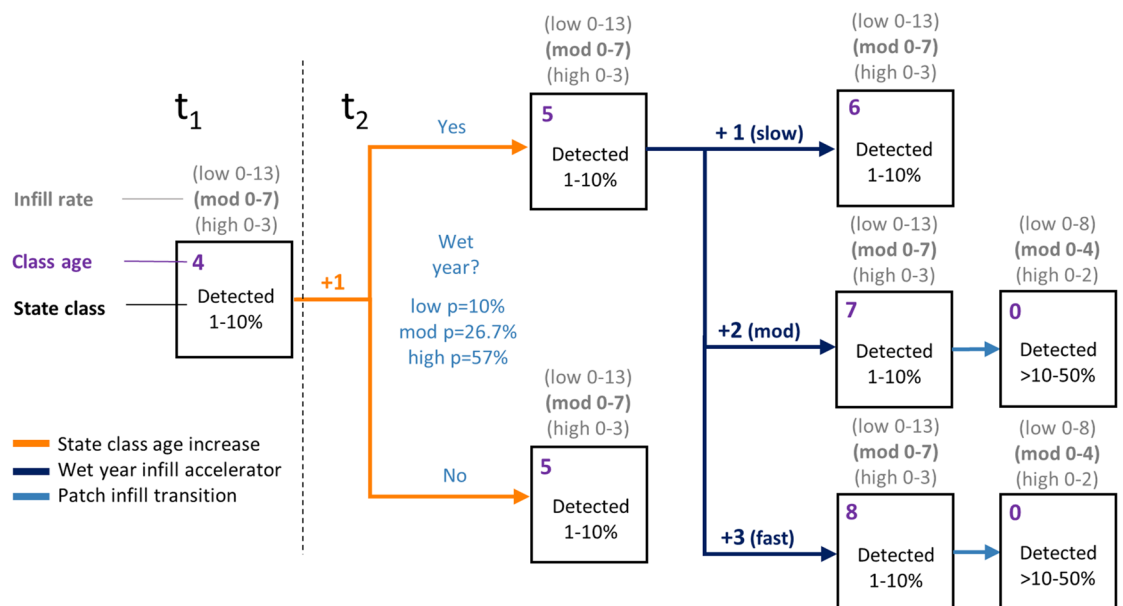 t1
t2
Infill rate
(low 0-13)
(mod 0-7)
(high 0-3)
Class age
4
State class
Detected
1-10%
+1
Yes
Wet
year?
low p=10%
mod p=26.7%
high p=57%
No
(low 0-13)
(mod 0-7)
(high 0-3)
5
Detected
1-10%
(low 0-13)
(mod 0-7)
(high 0-3)
5
Detected
1-10%
+ 1 (slow)
(low 0-13)
(mod 0-7)
(high 0-3)
6
Detected
1-10%
+2 (mod)
(low 0-13)
(mod 0-7)
(high 0-3)
7
Detected
1-10%
(low 0-8)
(mod 0-4)
(high 0-2)
0
Detected
>10-50%
+3 (fast)
(low 0-13)
(mod 0-7)
(high 0-3)
8
Detected
1-10%
(low 0-8)
(mod 0-4)
(high 0-2)
0
Detected
>10-50%
State class age increase
Wet year infill accelerator
Patch infill transition